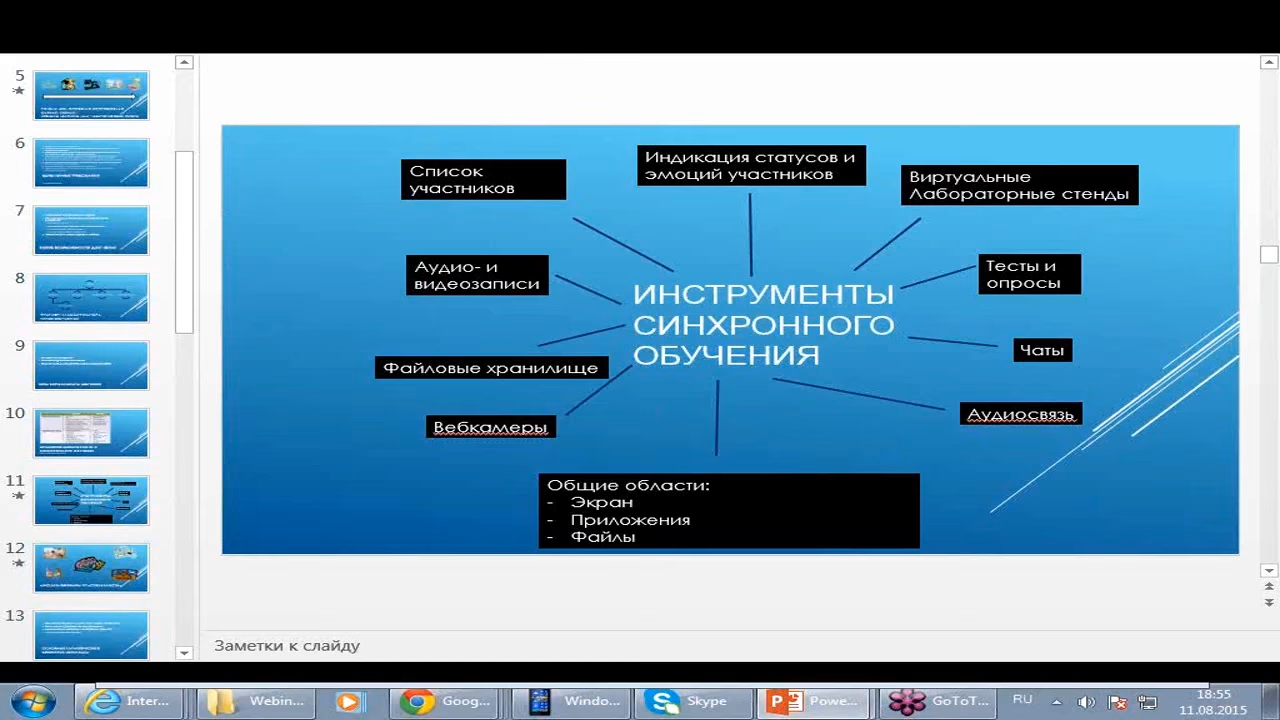 5
6
7
8
9
10
11
12
13
Список
участников
Индикация статусов и
эмоций участников
Виртуальные
Лабораторные стенды
Аудио- и
видеозаписи
Тесты и
опросы
ИНСТРУМЕНТЫ
СИНХРОННОГО
ОБУЧЕНИЯ
Чаты
Файловые хранилище
Аудиосвязь
Вебкамеры
Общие области:
- Экран
- Приложения
- Файлы
Заметки к слайду
Inter...
Webin...
Goog...
Windo...
Skype
Powe...
GoToT...
RU
18:55
11.08.2015